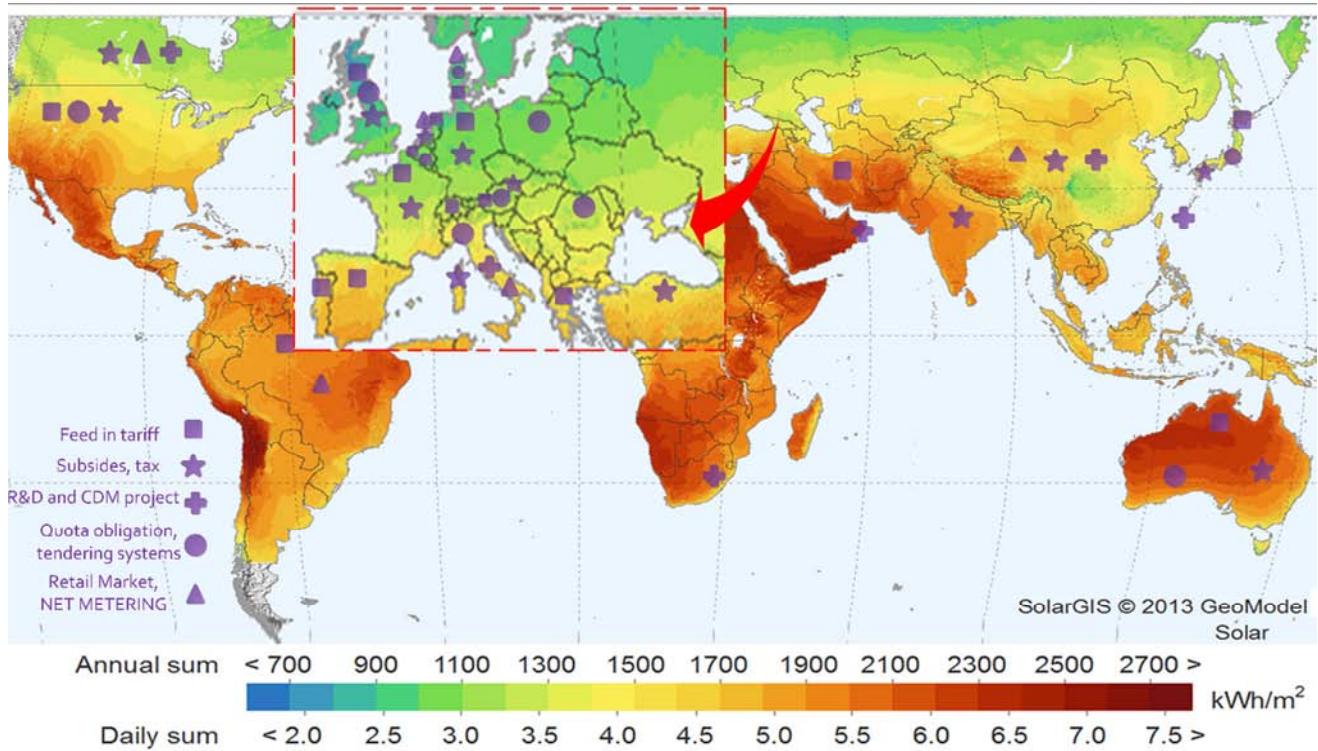 Feed in tariff
Subsides, tax
R&D and CDM project
Quota obligation,
tendering systems
Retail Market,
NET METERING
SolarGIS © 2013 GeoModel
Solar
Annual sum < 700 900 1100 1300 1500 1700 1900 2100 2300 2500 2700 >
kWh/m²
Daily sum < 2.0 2.5 3.0 3.5 4.0 4.5 5.0 5.5 6.0 6.5 7.0 7.5 >